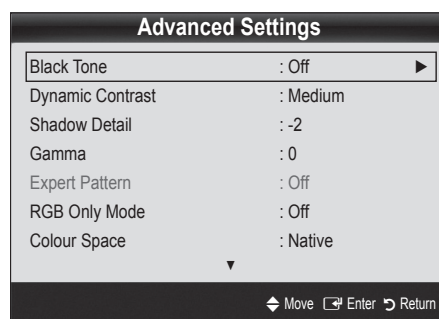 Advanced Settings
Black Tone : Off ▶
Dynamic Contrast : Medium
Shadow Detail : -2
Gamma : 0
Expert Pattern : Off
RGB Only Mode : Off
Colour Space : Native
▼
Move Enter Return